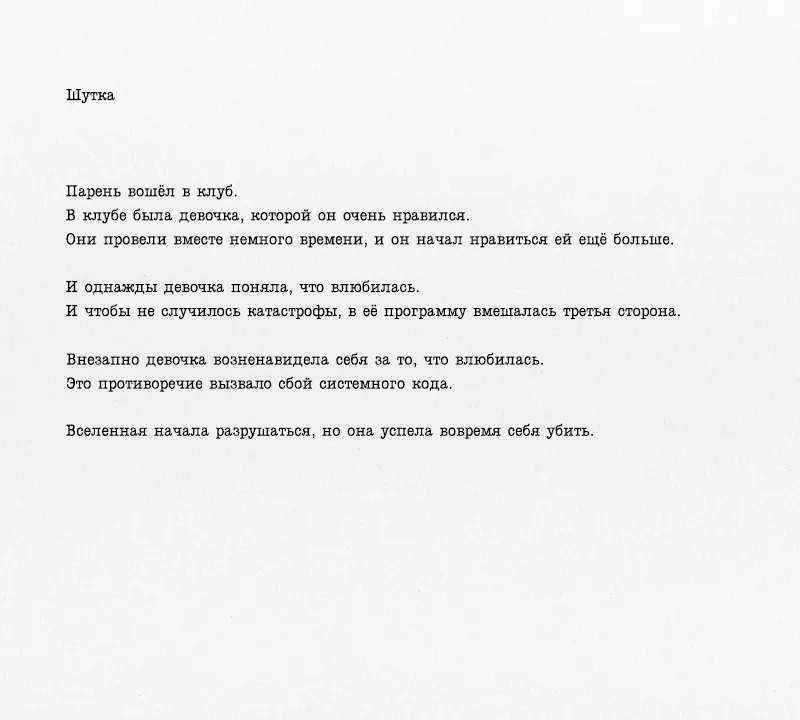 Шутка
Парень вошёл в клуб.
В клубе была девочка, которой он очень нравился.
Они провели вместе немного времени, и он начал нравиться ей ещё больше.
И однажды девочка поняла, что влюбилась.
И чтобы не случилось катастрофы, в её программу вмешалась третья сторона.
Внезапно девочка возненавидела себя за то, что влюбилась.
Это противоречие вызвало сбой системного кода.
Вселенная начала разрушаться, но она успела вовремя себя убить.